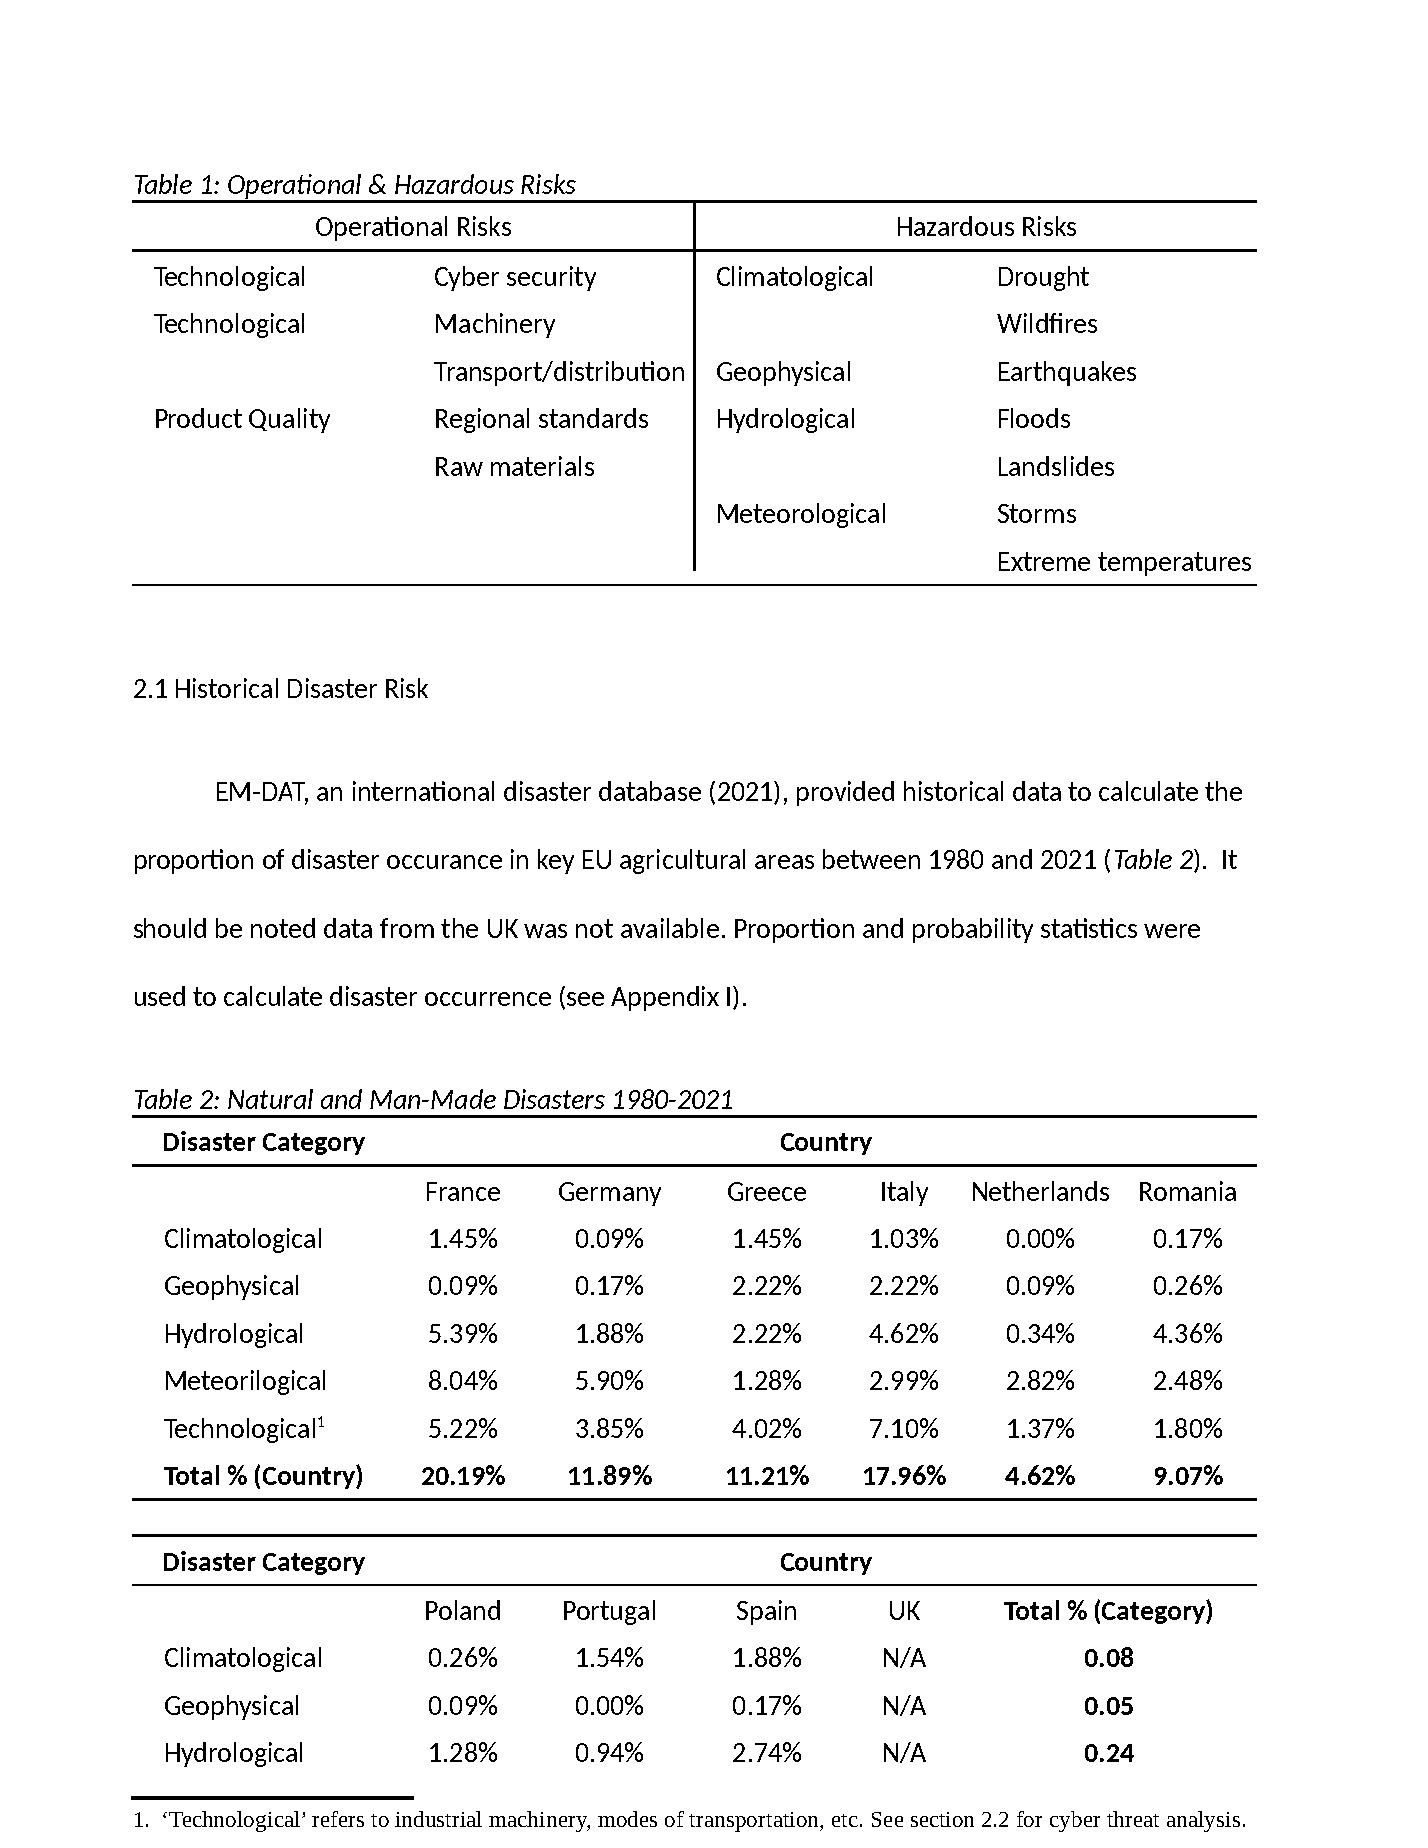 Table 1: Operational & Hazardous Risks
Operational Risks Hazardous Risks
Technological Cyber security Climatological Drought
Technological Machinery Wildfires
Transport/distribution Geophysical Earthquakes
Product Quality Regional standards Hydrological Floods
Raw materials Landslides
Meteorological Storms
Extreme temperatures
2.1 Historical Disaster Risk
EM-DAT, an international disaster database (2021), provided historical data to calculate the
proportion of disaster occurance in key EU agricultural areas between 1980 and 2021 (Table 2). It
should be noted data from the UK was not available. Proportion and probability statistics were
used to calculate disaster occurrence (see Appendix I).
Table 2: Natural and Man-Made Disasters 1980-2021
Disaster Category Country
France Germany Greece Italy Netherlands Romania
Climatological 1.45% 0.09% 1.45% 1.03% 0.00% 0.17%
Geophysical 0.09% 0.17% 2.22% 2.22% 0.09% 0.26%
Hydrological 5.39% 1.88% 2.22% 4.62% 0.34% 4.36%
Meteorilogical 8.04% 5.90% 1.28% 2.99% 2.82% 2.48%
Technological¹ 5.22% 3.85% 4.02% 7.10% 1.37% 1.80%
Total % (Country) 20.19% 11.89% 11.21% 17.96% 4.62% 9.07%
Disaster Category Country
Poland Portugal Spain UK Total % (Category)
Climatological 0.26% 1.54% 1.88% N/A 0.08
Geophysical 0.09% 0.00% 0.17% N/A 0.05
Hydrological 1.28% 0.94% 2.74% N/A 0.24
1. ‘Technological’ refers to industrial machinery, modes of transportation, etc. See section 2.2 for cyber threat analysis.